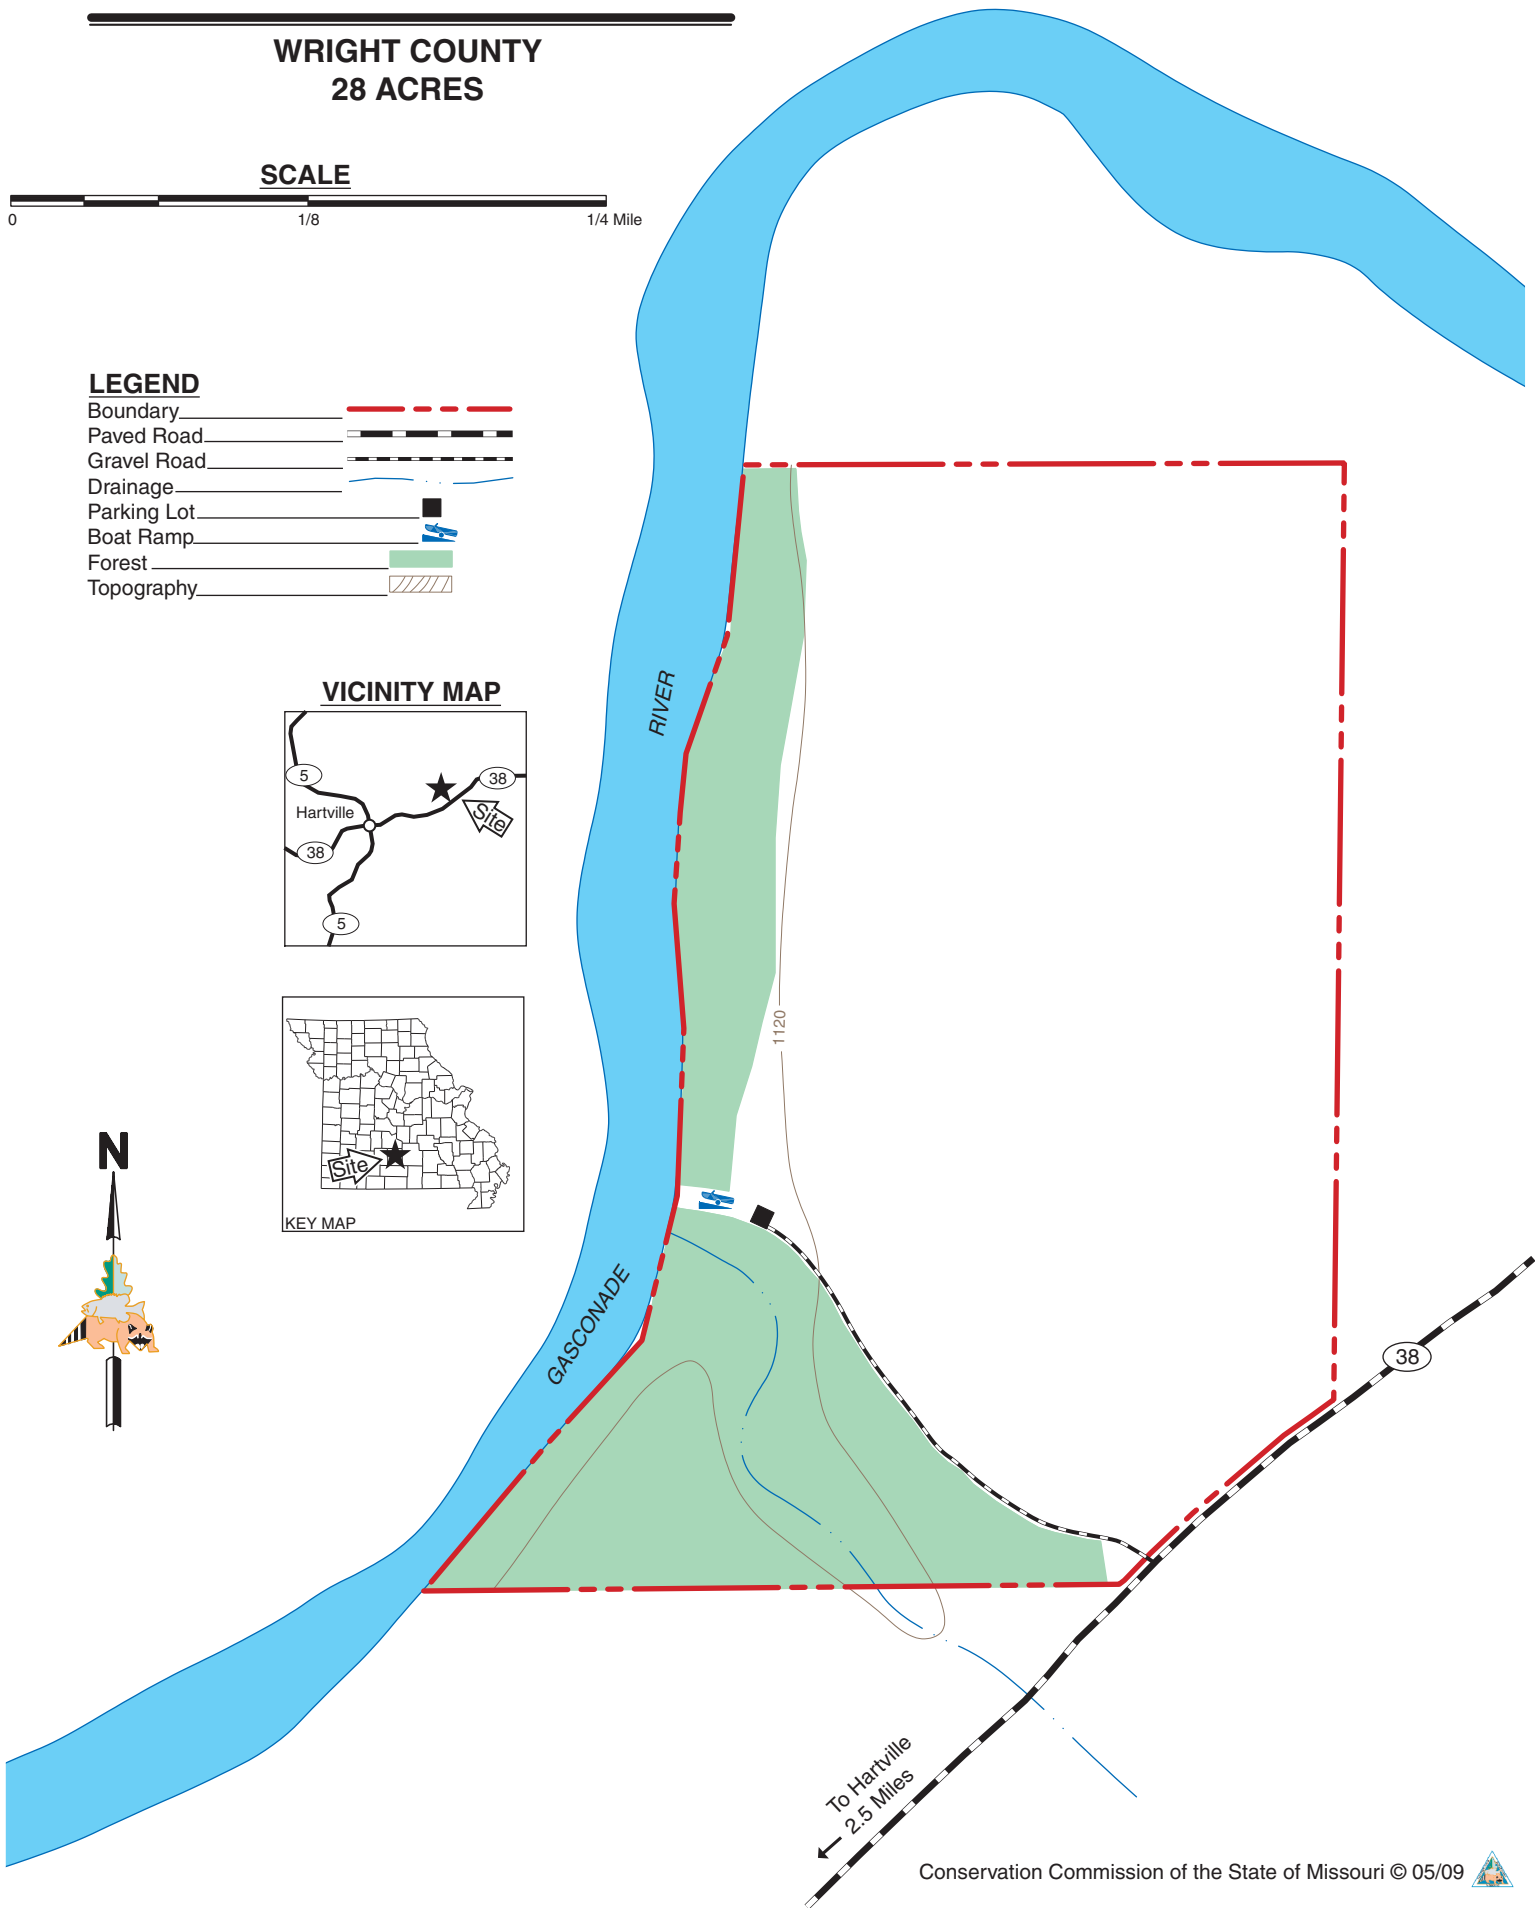 WRIGHT COUNTY
28 ACRES
SCALE
0 1/8 1/4 Mile
LEGEND
Boundary
Paved Road
Gravel Road
Drainage
Parking Lot
Boat Ramp
Forest
Topography
VICINITY MAP
5
38
Hartville
Site
38
5
Site
KEY MAP
N
RIVER
1120
GASCONADE
38
To Hartville
2.5 Miles
Conservation Commission of the State of Missouri © 05/09